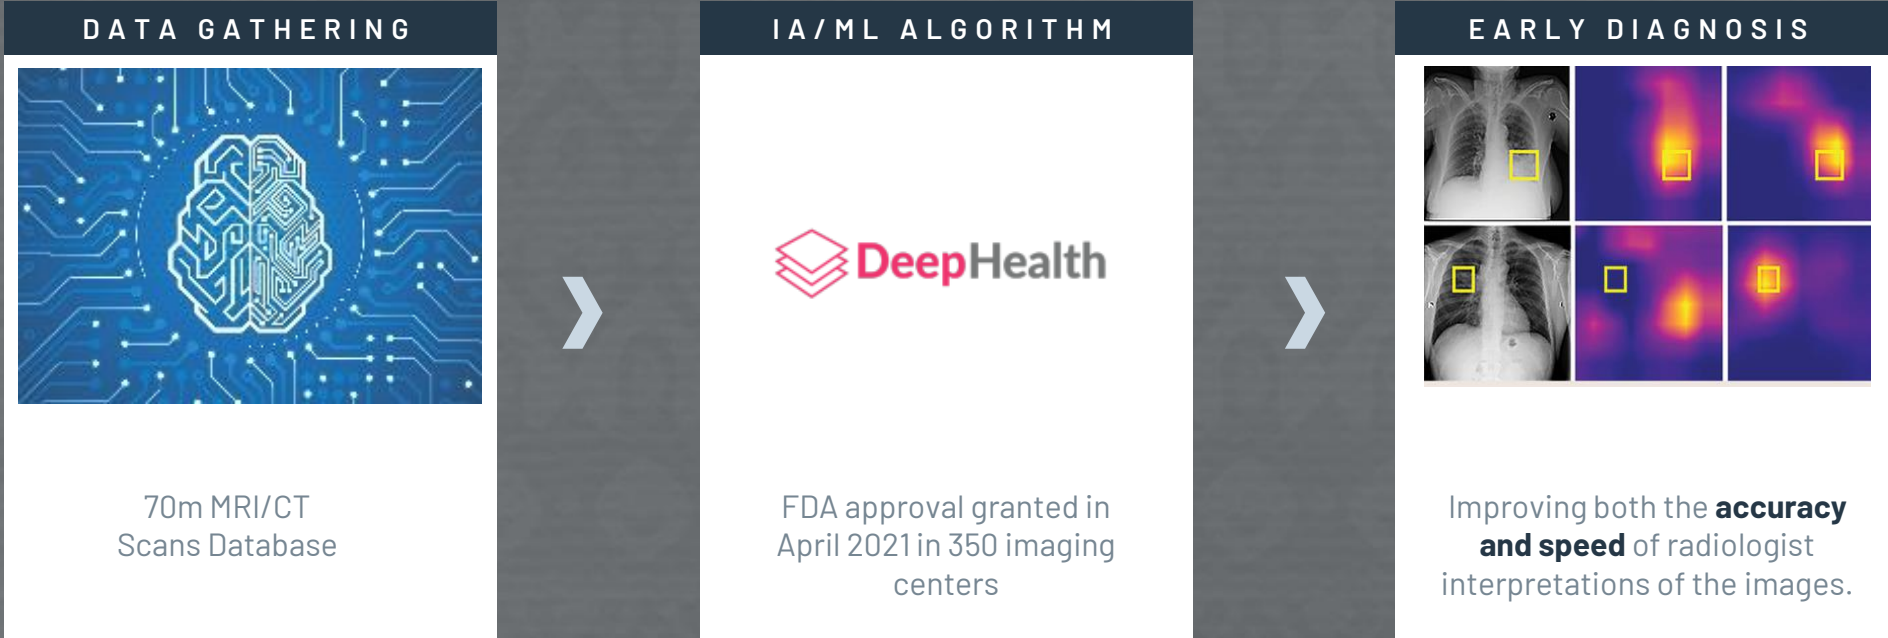 DATA GATHERING
70m MRI/CT
Scans Database
IA/ML ALGORITHM
DeepHealth
FDA approval granted in
April 2021 in 350 imaging
centers
EARLY DIAGNOSIS
Improving both the accuracy
and speed of radiologist
interpretations of the images.